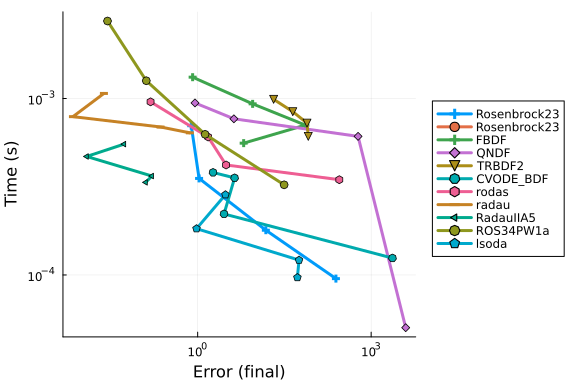 Time (s)
10⁻³
10⁻⁴
10⁰
10³
Error (final)
Rosenbrock23
Rosenbrock23
FBDF
QNDF
TRBDF2
CVODE_BDF
rodas
radau
RadauIIA5
ROS34PW1a
lsoda